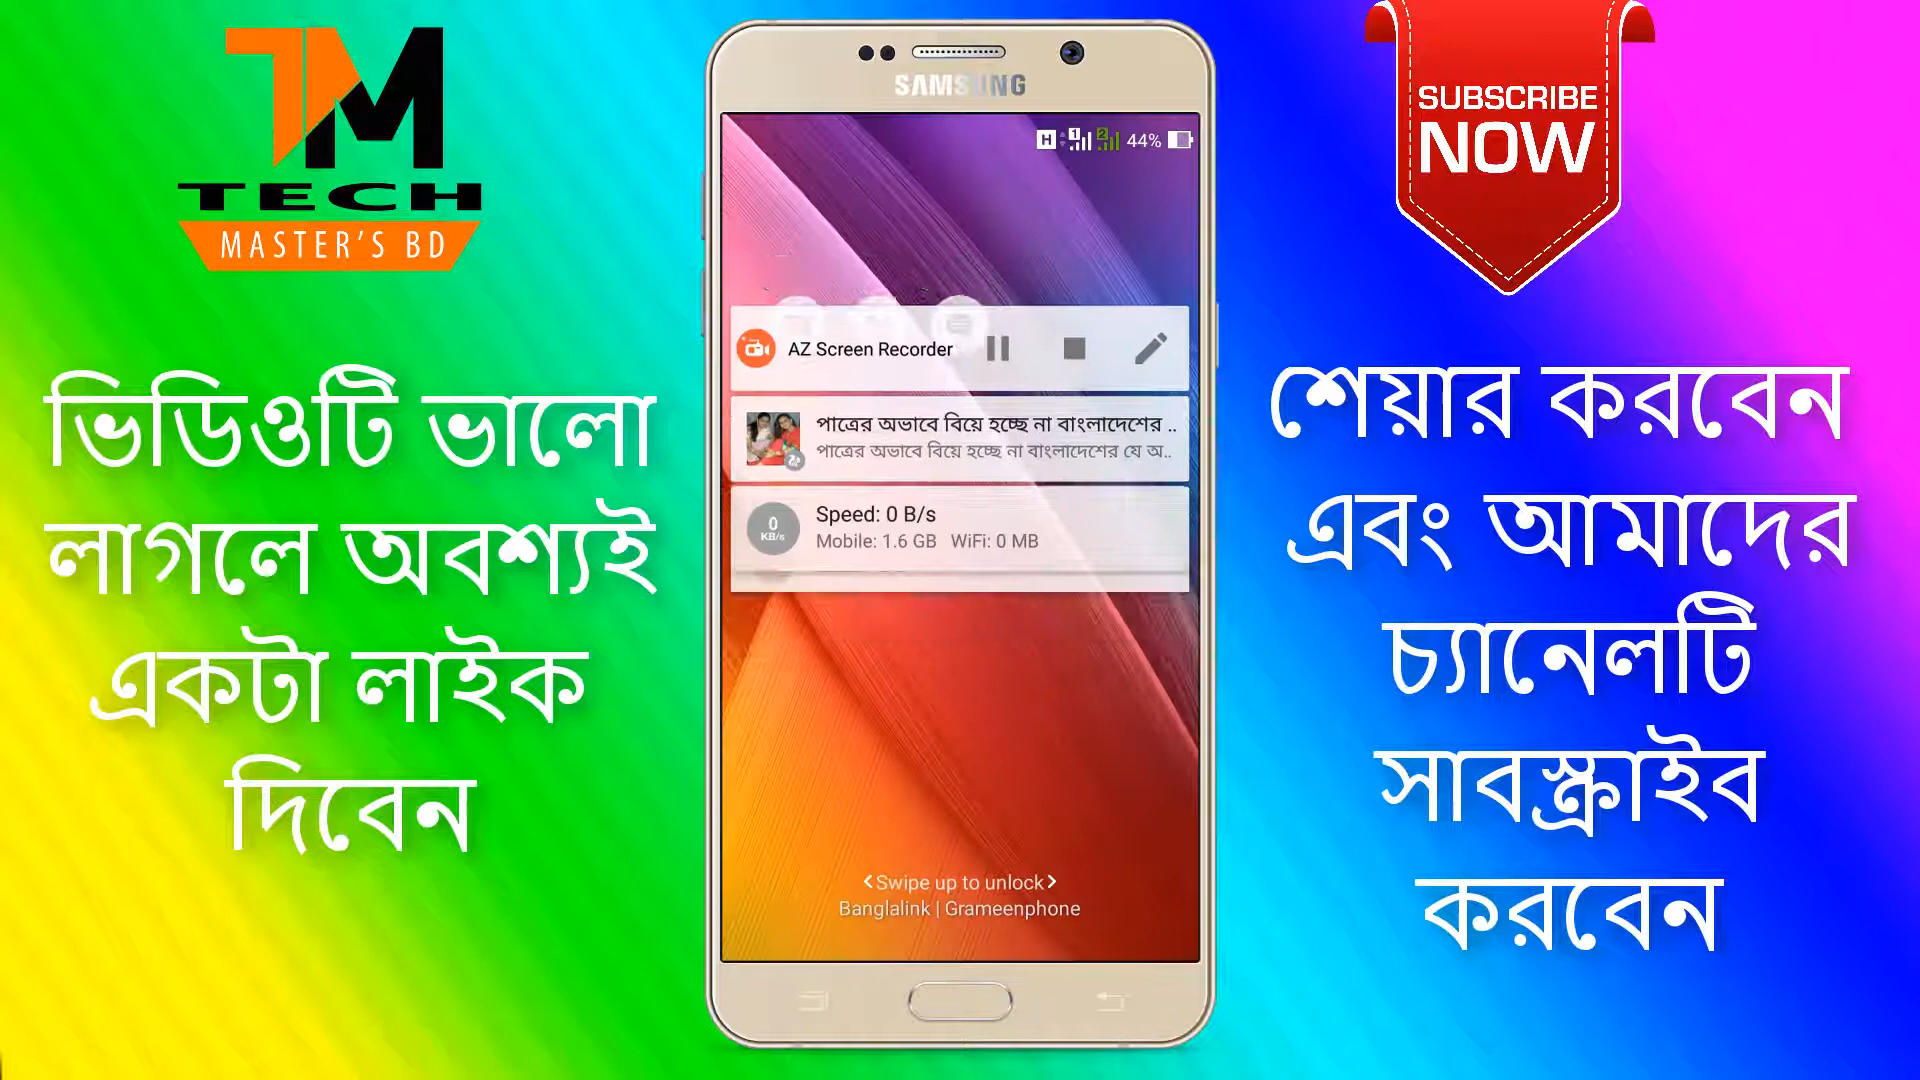 TM
TECH
MASTER'S BD
ভিডিওটি ভালো
লাগলে অবশ্যই
একটা লাইক
দিবেন
SAMSUNG
H 1 2 44%
AZ Screen Recorder
পাত্রের অভাবে বিয়ে হচ্ছে না বাংলাদেশের ..
পাত্রের অভাবে বিয়ে হচ্ছে না বাংলাদেশের যে অ..
0
KB/s
Speed: 0 B/s
Mobile: 1.6 GB WiFi: 0 MB
<Swipe up to unlock>
Banglalink | Grameenphone
SUBSCRIBE
NOW
শেয়ার করবেন
এবং আমাদের
চ্যানেলটি
সাবস্ক্রাইব
করবেন